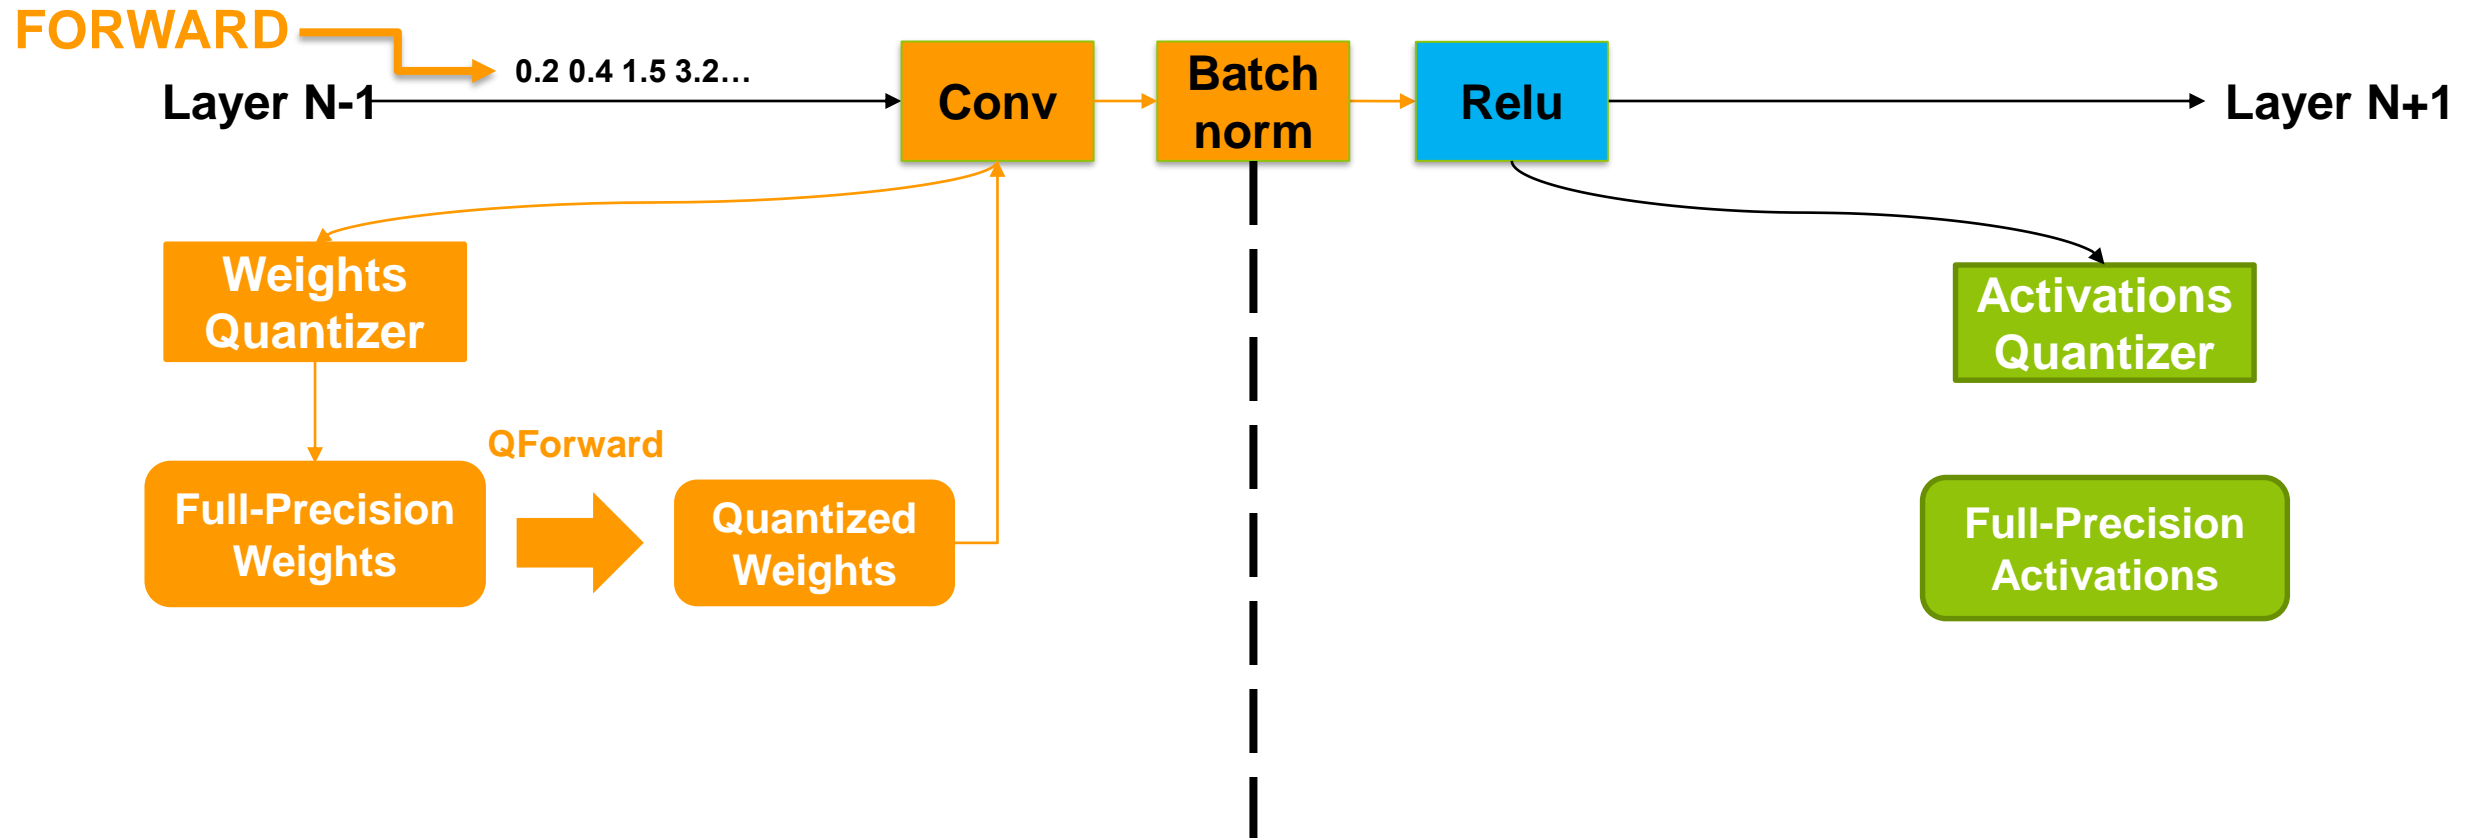 FORWARD
0.2 0.4 1.5 3.2…
Layer N-1
Conv
Batch
norm
Relu
Layer N+1
Weights
Quantizer
Activations
Quantizer
QForward
Full-Precision
Weights
Quantized
Weights
Full-Precision
Activations